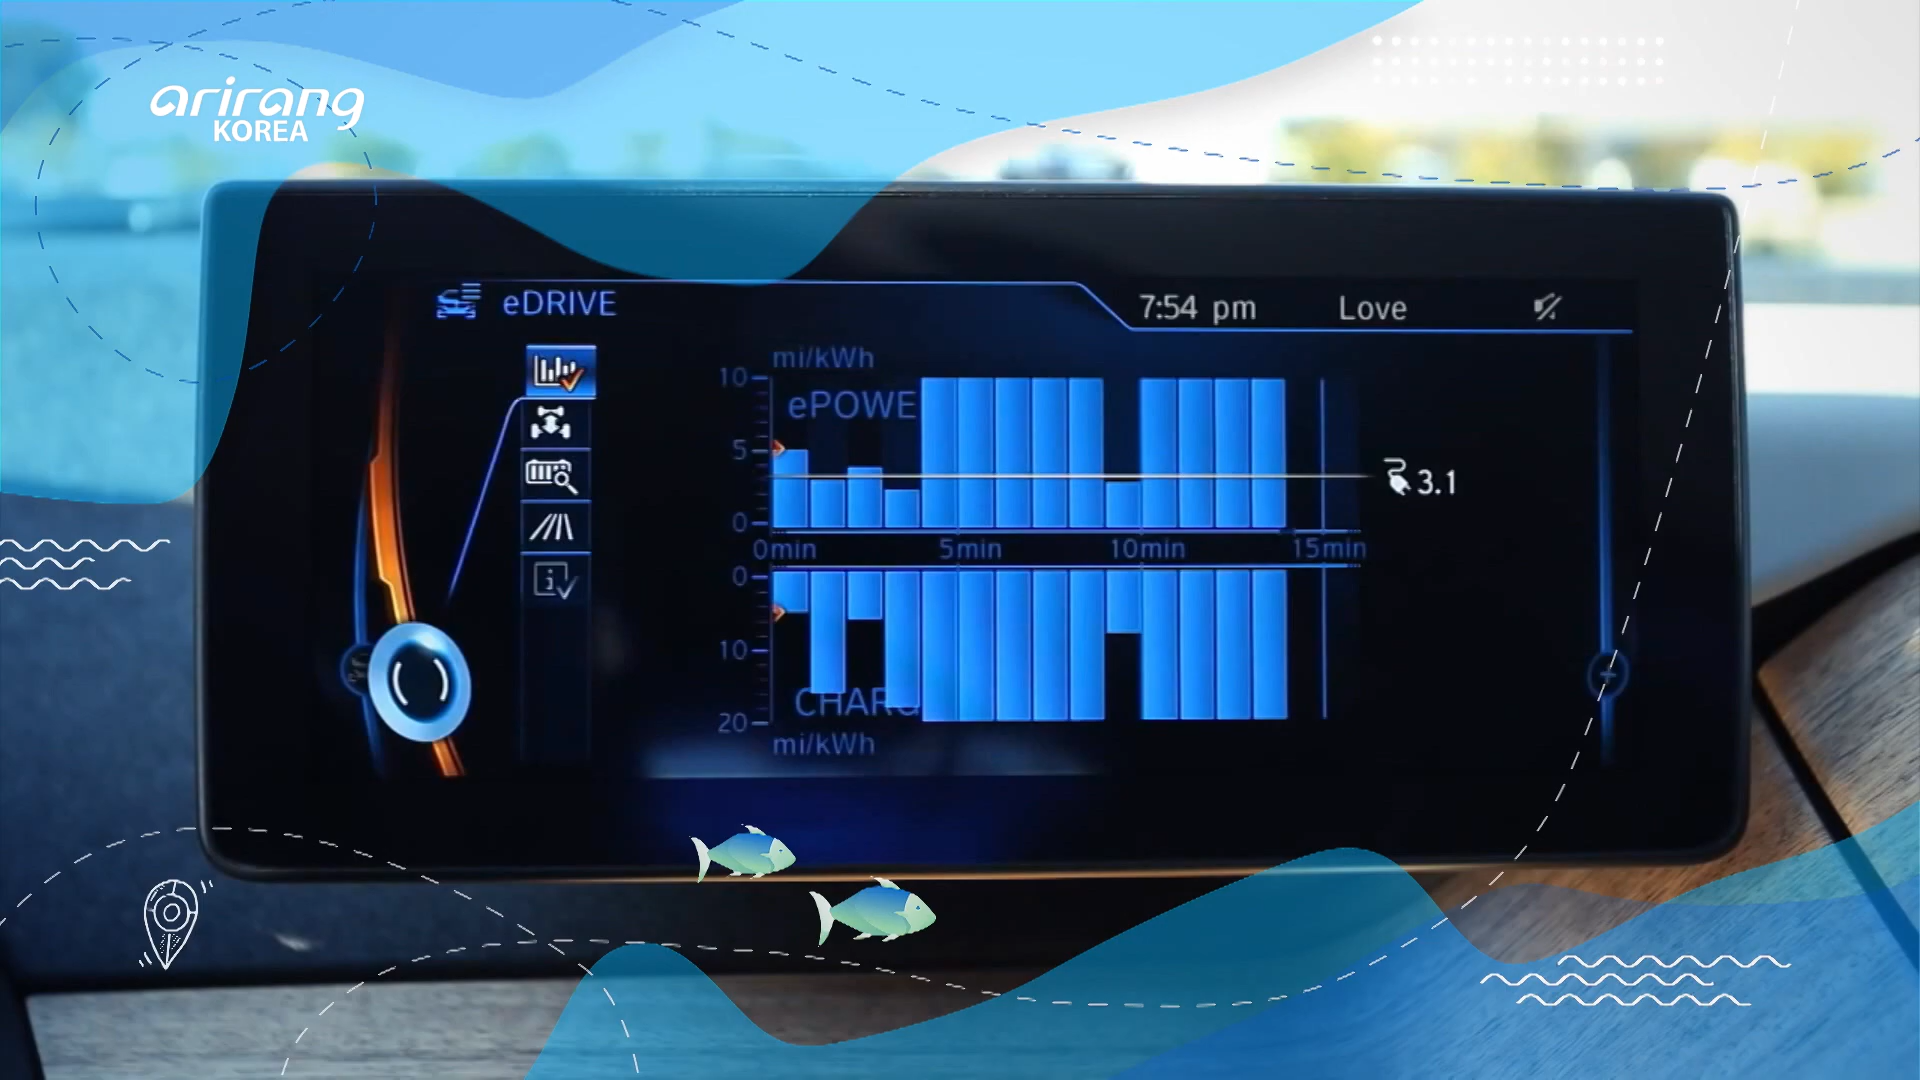 arirang
KOREA
eDRIVE
7:54 pm
Love
mi/kWh
10
ePOWE
5
3.1
0
0min
5min
10min
15min
0
10
CHARG
20
mi/kWh